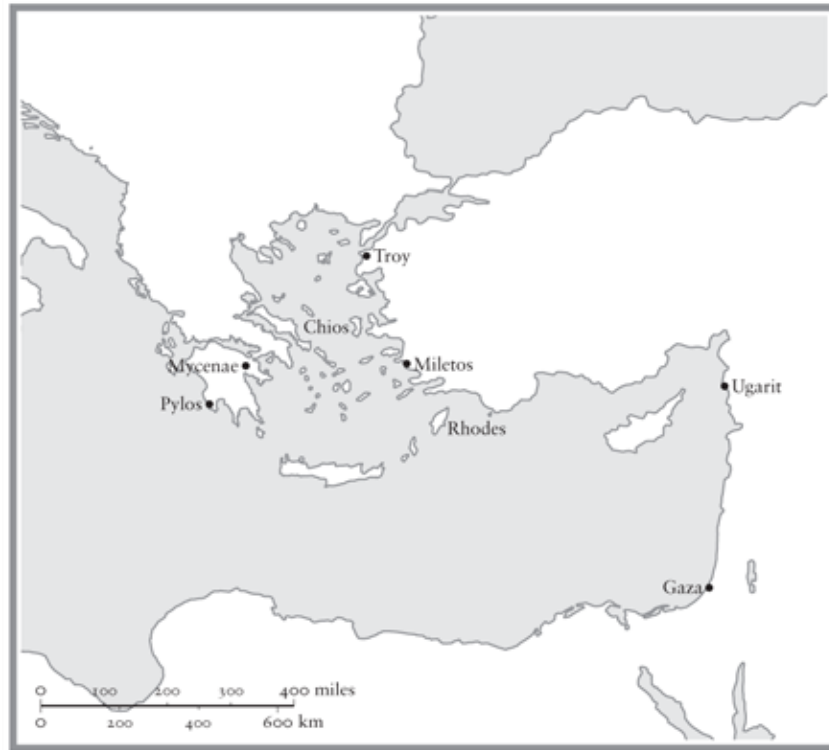 Troy
Chios
Mycenae
Miletos
Ugarit
Pylos
Rhodes
Gaza
0 100 200 300 400 miles
0 200 400 600 km